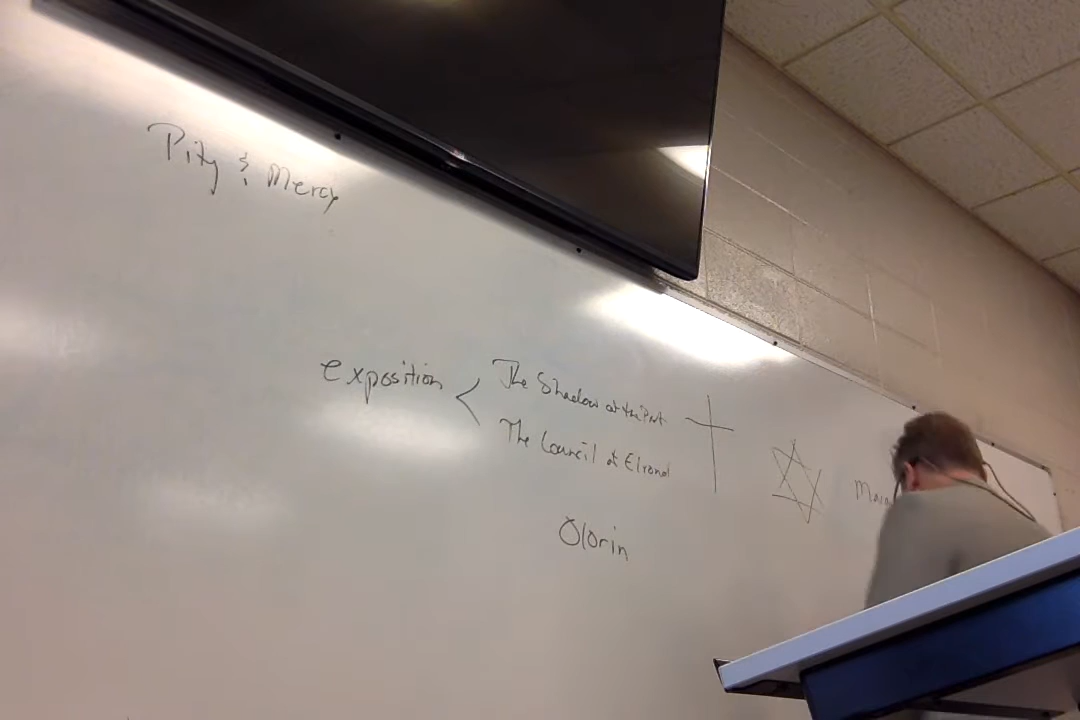 Pity & Mercy
exposition < The Shadow of the Past
The Council of Elrond
Olorin